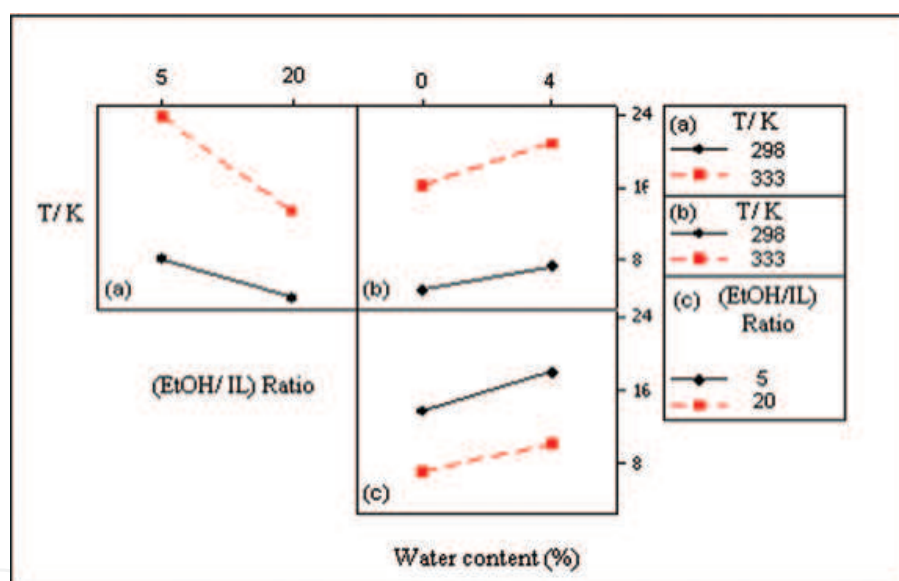 5 20 0 4
T/ K
(a)
(b)
24
16
8
(a) T/ K
298
333
(b) T/ K
298
333
(c) (EtOH/IL)
Ratio
5
20
(EtOH/ IL) Ratio
(c)
24
16
8
Water content (%)